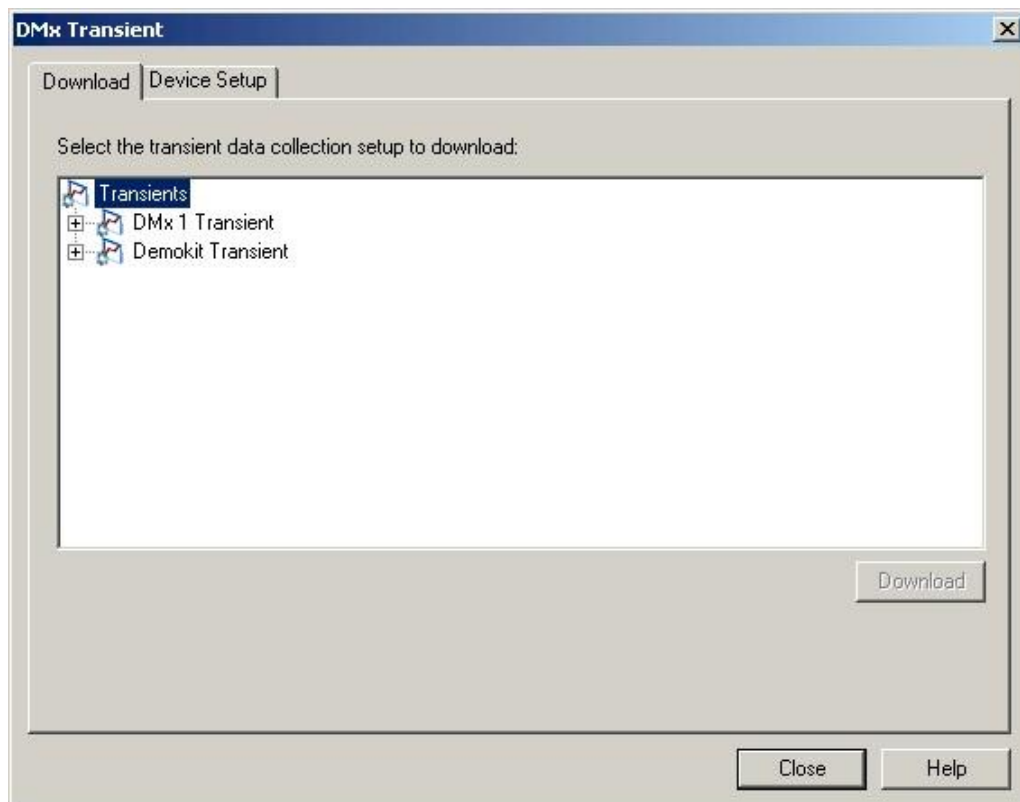 DMx Transient
Download Device Setup
Select the transient data collection setup to download:
Transients
DMx 1 Transient
Demokit Transient
Download
Close Help